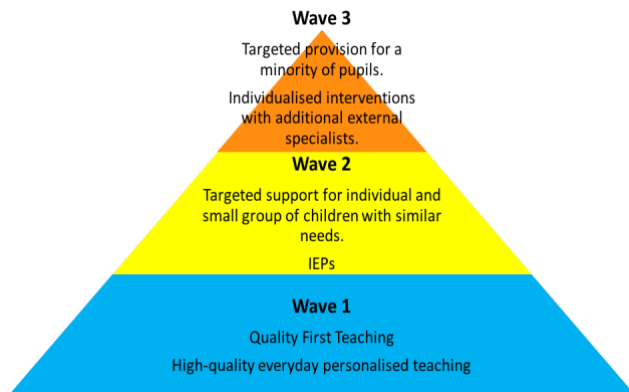 Wave 3
Targeted provision for a
minority of pupils.
Individualised interventions
with additional external
specialists.
Wave 2
Targeted support for individual and
small group of children with similar
needs.
IEPs
Wave 1
Quality First Teaching
High-quality everyday personalised teaching